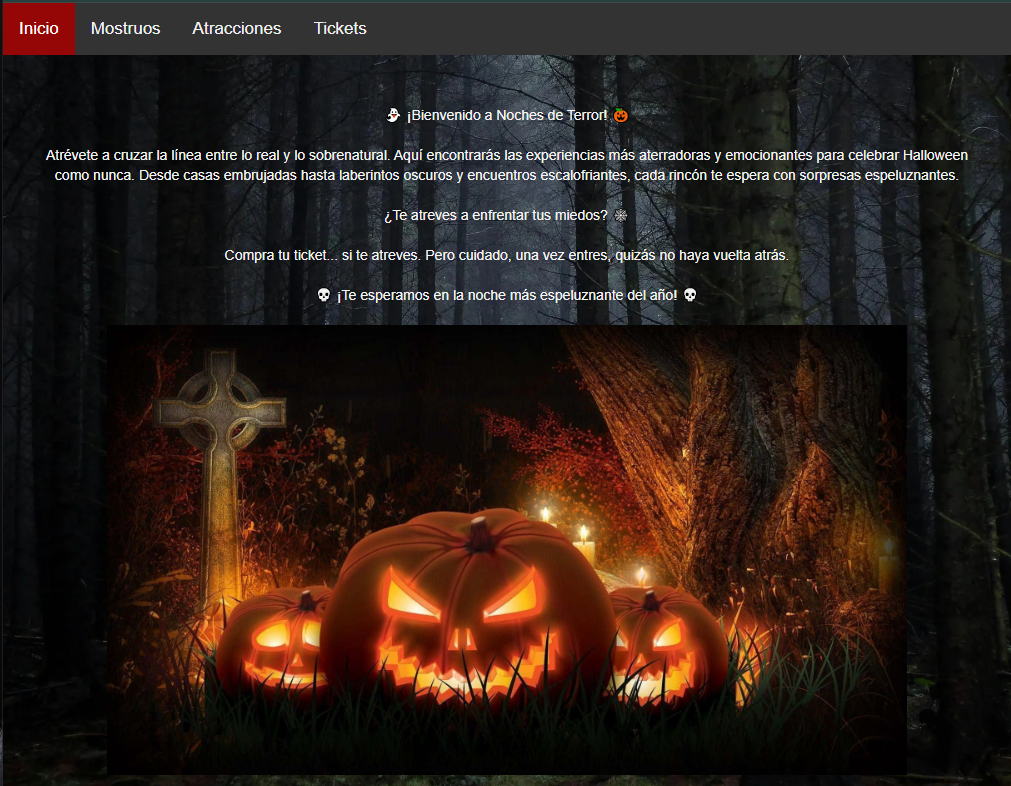 Inicio Mostruos Atracciones Tickets
👻 ¡Bienvenido a Noches de Terror! 🎃
Atrévete a cruzar la línea entre lo real y lo sobrenatural. Aquí encontrarás las experiencias más aterradoras y emocionantes para celebrar Halloween
como nunca. Desde casas embrujadas hasta laberintos oscuros y encuentros escalofriantes, cada rincón te espera con sorpresas espeluznantes.
¿Te atreves a enfrentar tus miedos? 🕸
Compra tu ticket... si te atreves. Pero cuidado, una vez entres, quizás no haya vuelta atrás.
💀 ¡Te esperamos en la noche más espeluznante del año! 💀